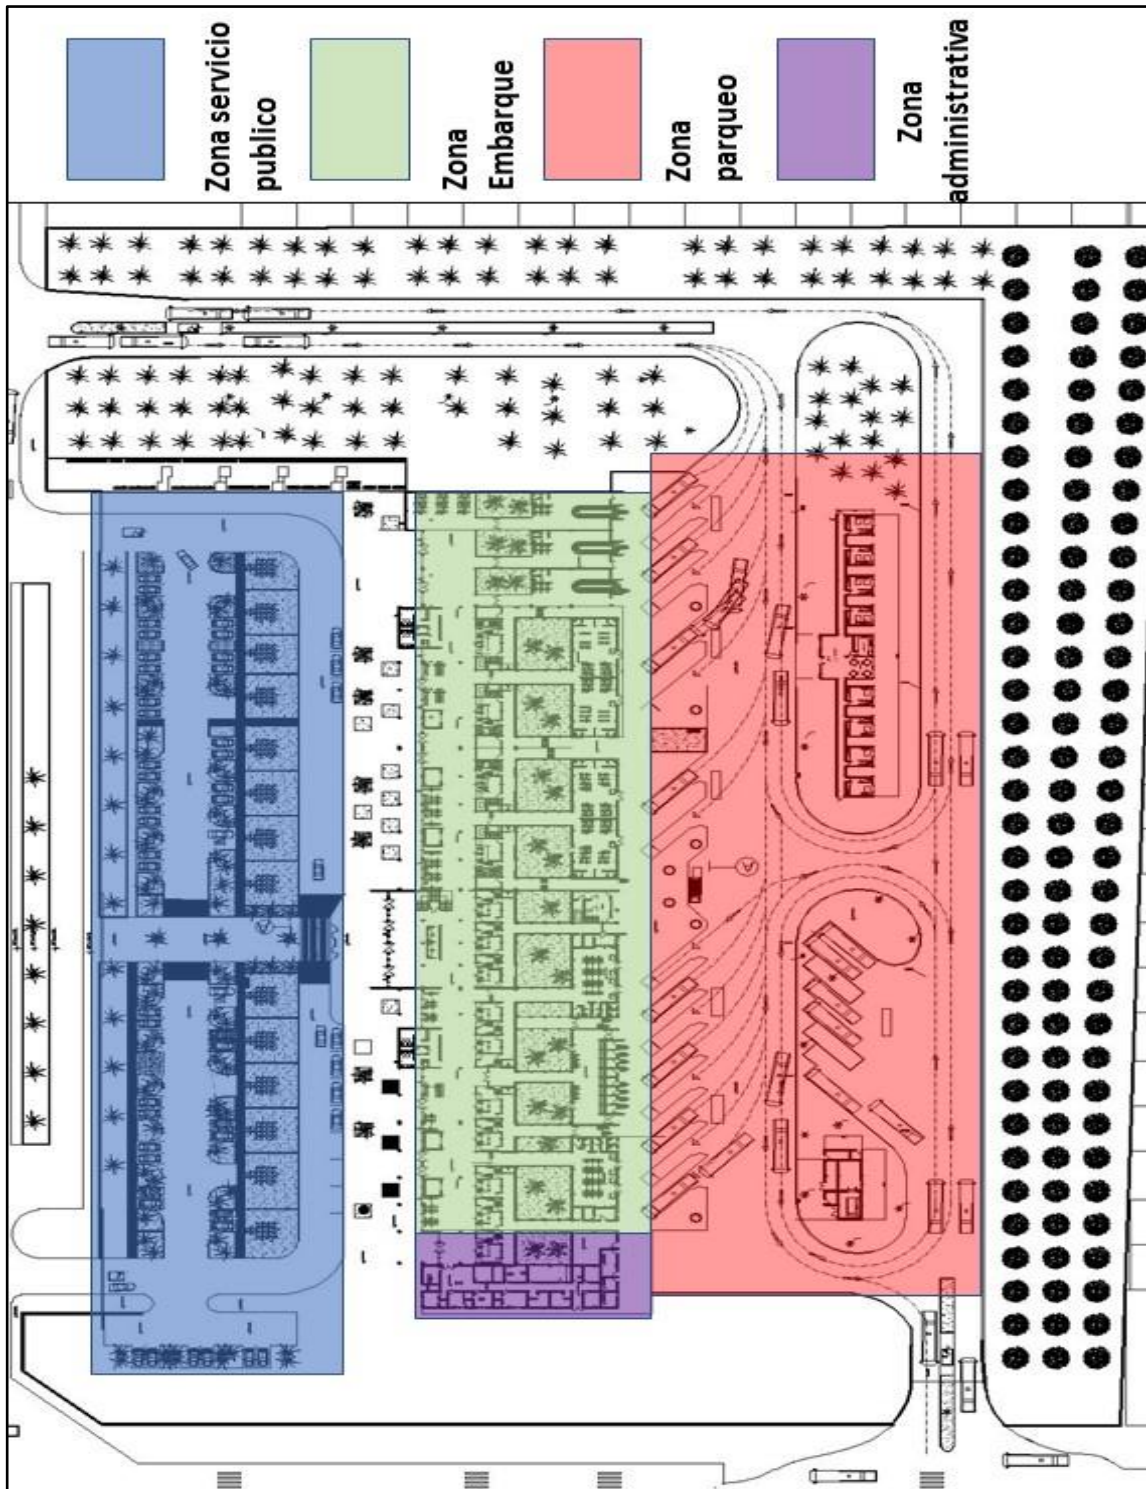 Zona servicio
publico
Zona
Embarque
Zona
parqueo
Zona
administrativa